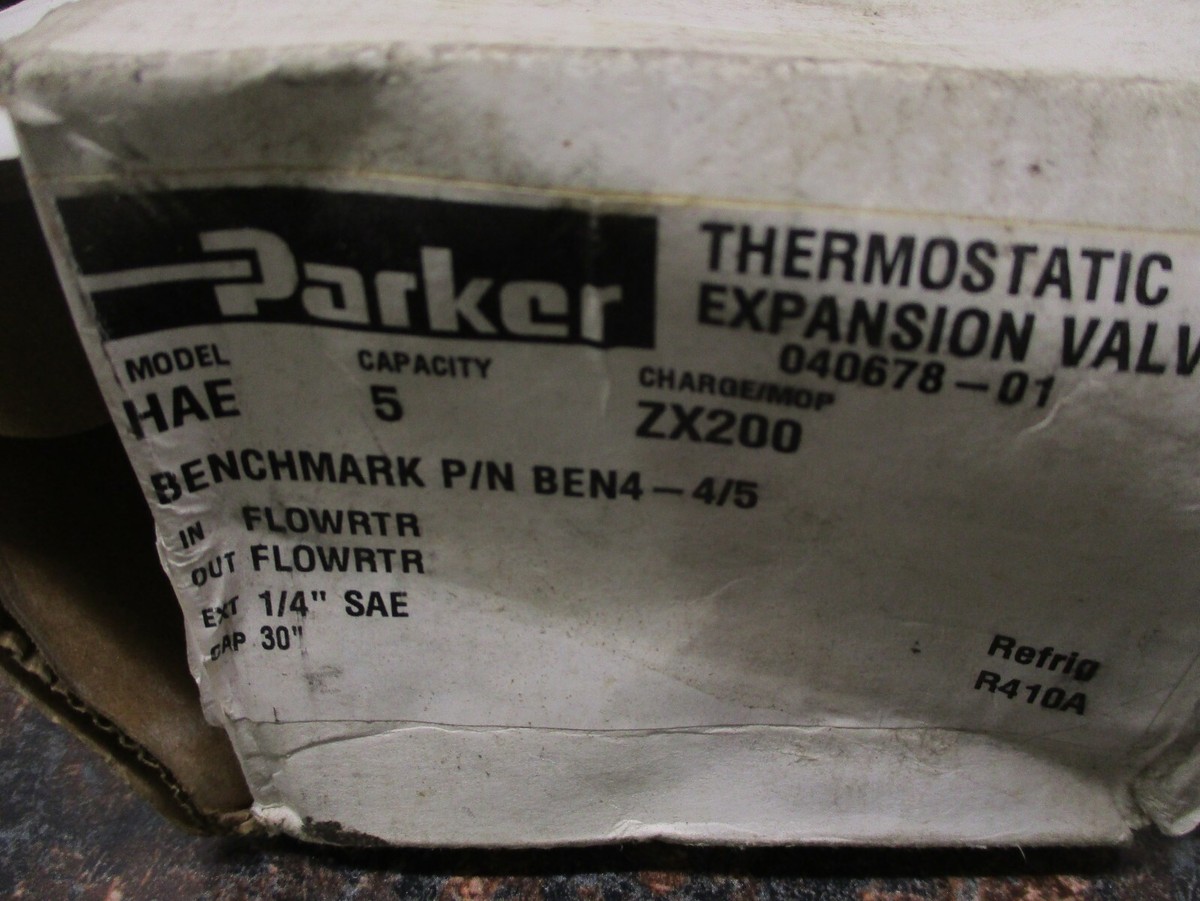 Parker
THERMOSTATIC
EXPANSION VALV
040678-01
MODEL CAPACITY CHARGE/MOP
HAE 5 ZX200
BENCHMARK P/N BEN4-4/5
IN FLOWRTR
OUT FLOWRTR
EXT 1/4" SAE
CAP 30"
Refrig
R410A